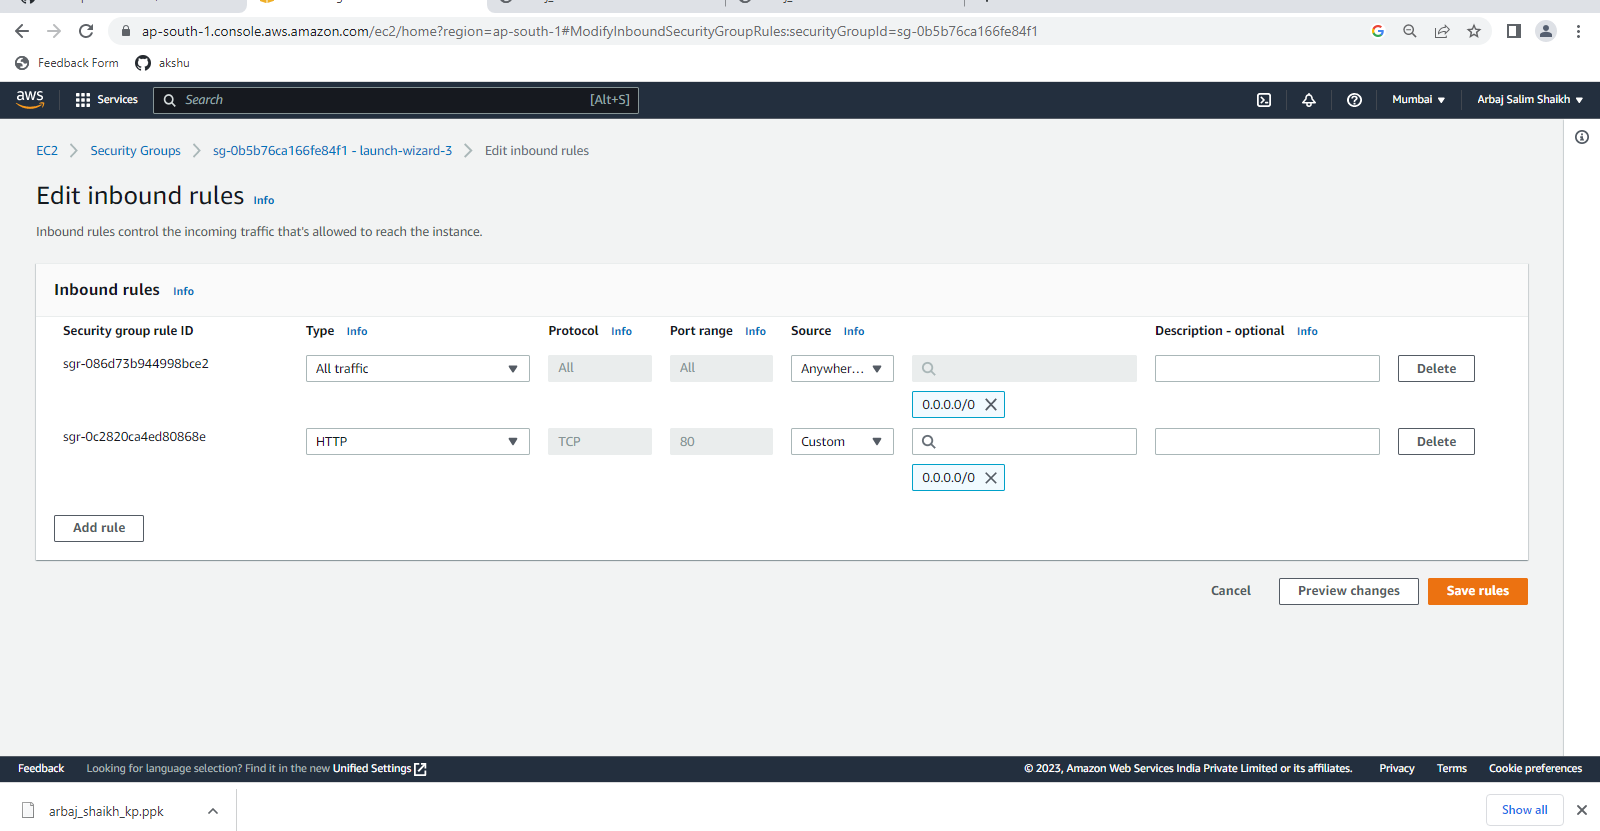 ap-south-1.console.aws.amazon.com/ec2/home?region=ap-south-1#ModifyInboundSecurityGroupRules:securityGroupId=sg-0b5b76ca166fe84f1
Feedback Form akshu
aws Services Search [Alt+S] Mumbai Arbaj Salim Shaikh
EC2 Security Groups sg-0b5b76ca166fe84f1 - launch-wizard-3 Edit inbound rules
Edit inbound rules Info
Inbound rules control the incoming traffic that's allowed to reach the instance.
Inbound rules Info
Security group rule ID Type Info Protocol Info Port range Info Source Info Description - optional Info
sgr-086d73b944998bce2 All traffic All All Anywher... Delete
0.0.0.0/0
sgr-0c2820ca4ed80868e HTTP TCP 80 Custom Delete
0.0.0.0/0
Add rule
Cancel Preview changes Save rules
Feedback Looking for language selection? Find it in the new Unified Settings © 2023, Amazon Web Services India Private Limited or its affiliates. Privacy Terms Cookie preferences
arbaj_shaikh_kp.ppk Show all